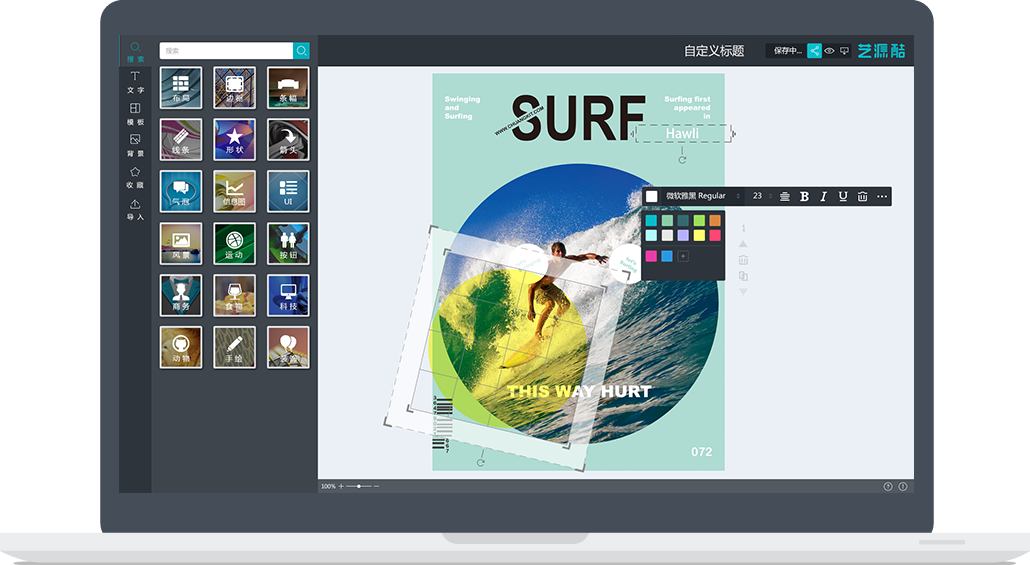 搜索
自定义标题
保存中...
艺源酷
搜索
文字
模板
背景
收藏
导入
布局
边框
条幅
线条
形状
箭头
气泡
信息图
UI
风景
运动
按钮
商务
食物
科技
动物
手绘
Swinging
and
Surfing
SURF
WWW.CHUANGKIT.COM
Surfing first
appeared
in
Hawli
微软雅黑 Regular
23
B I U
1
THIS WAY HURT
072
100%